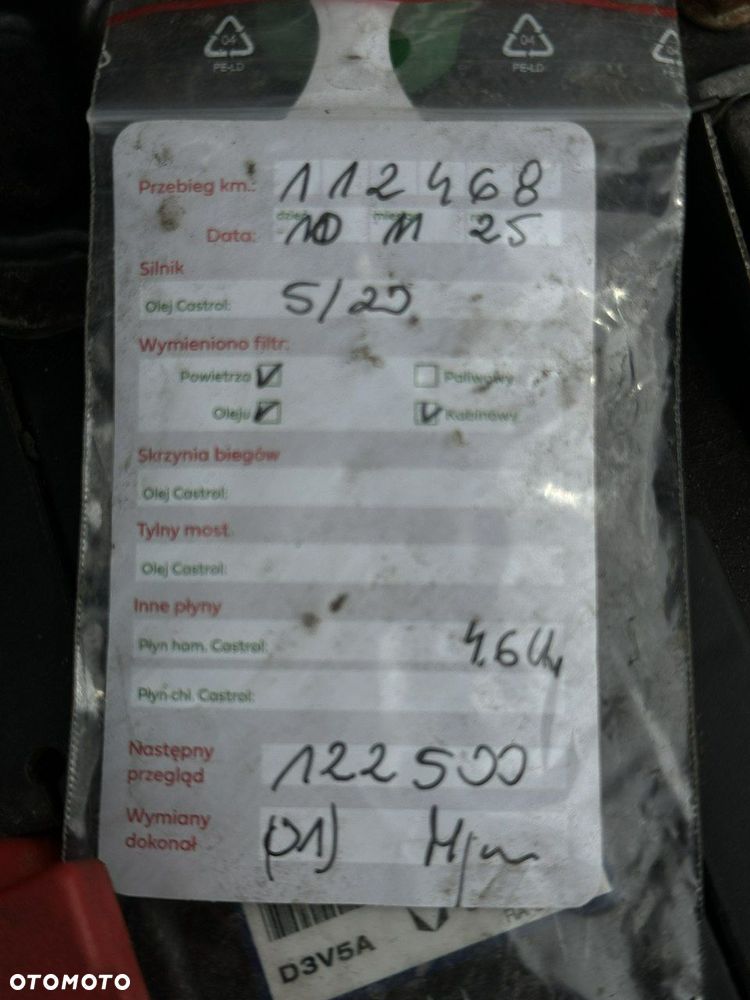 04 04
PE-LD PE-LD
Przebieg km.: 112468
Data: 10 11 25
Silnik
Olej Castrol: 5/20
Wymieniono filtr:
Powietrza Paliwowy
Oleju Kabinowy
Skrzynia biegów
Olej Castrol:
Tylny most
Olej Castrol:
Inne płyny
Płyn ham. Castrol:
Płyn chł. Castrol:
Następny przegląd 122500
Wymiany dokonał (01)
D3V5A
OTOMOTO